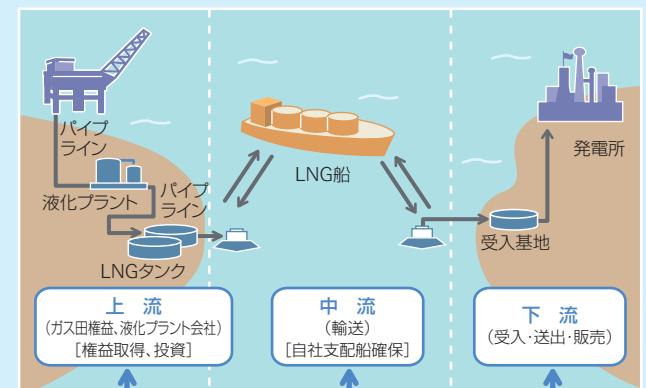 パイプ
ライン
液化プラント
パイプ
ライン
LNGタンク
LNG船
発電所
受入基地
上 流
(ガス田権益、液化プラント会社)
[権益取得、投資]
中 流
(輸送)
[自社支配船確保]
下 流
(受入・送出・販売)